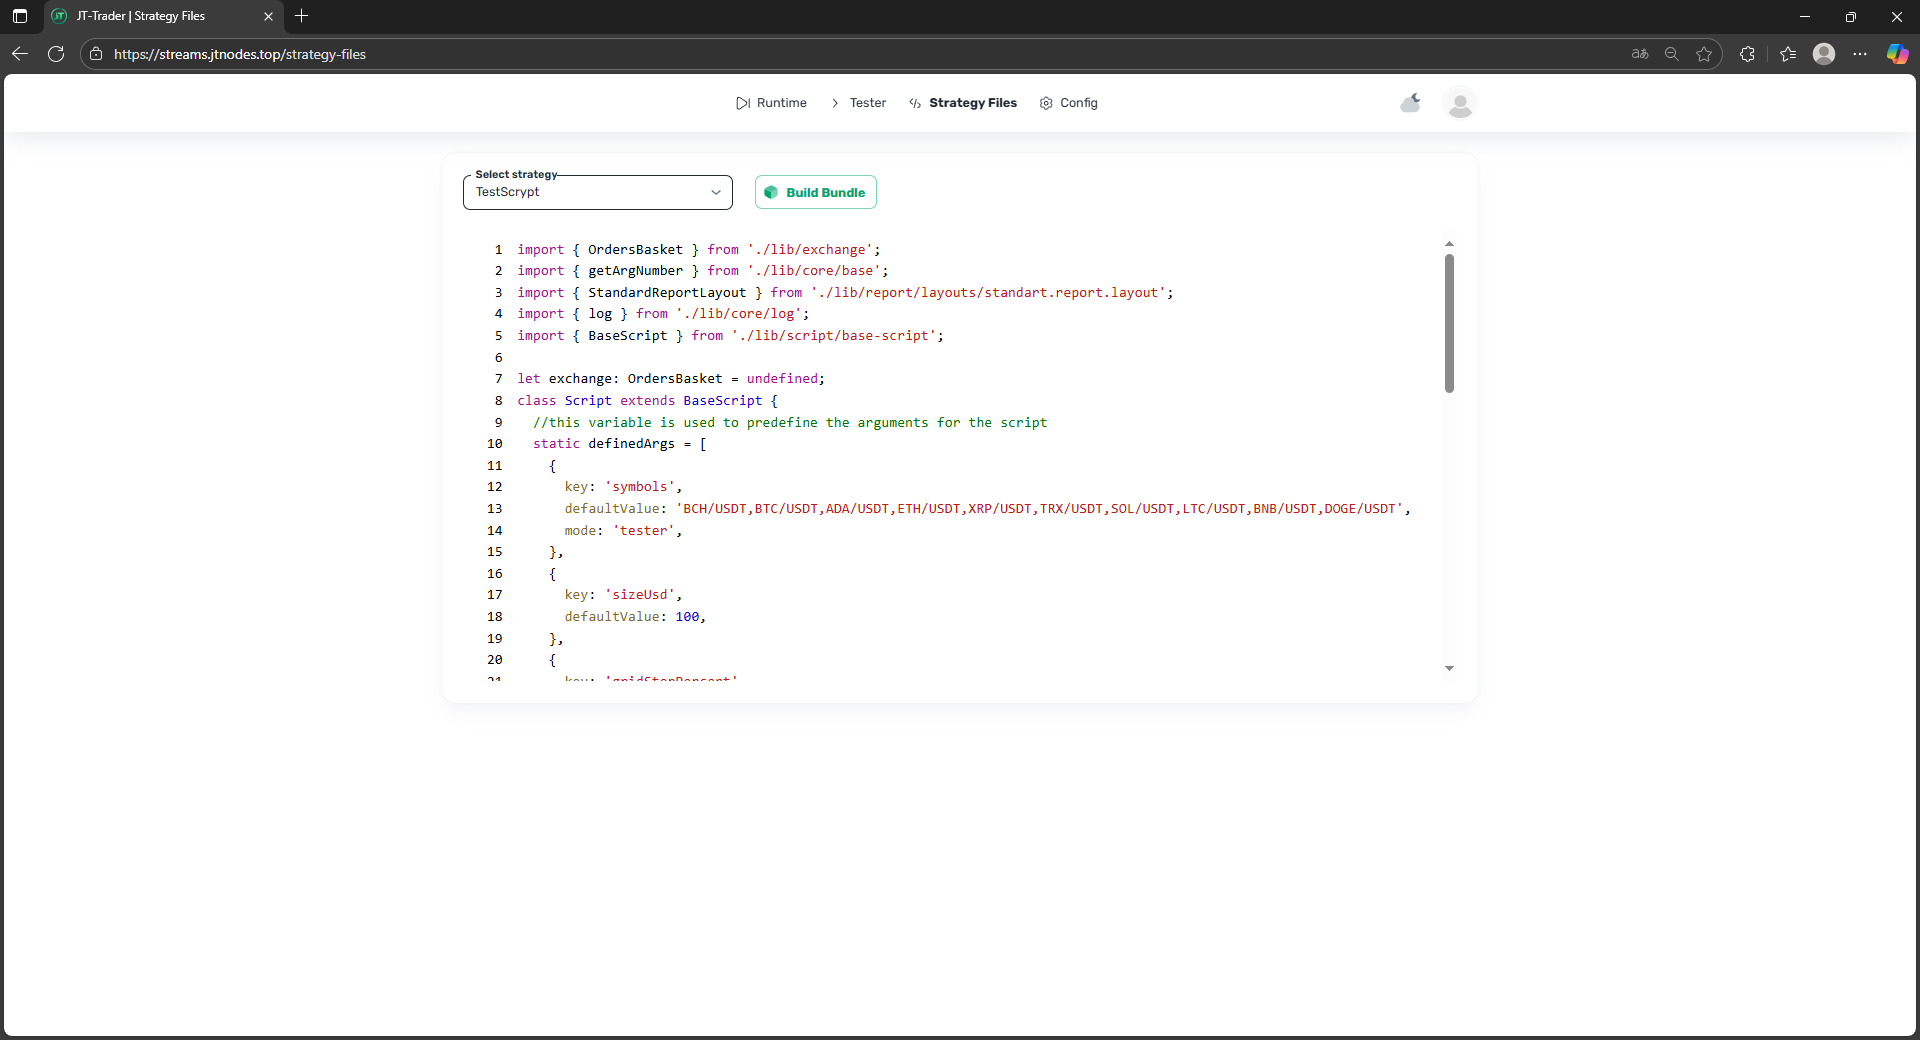 JT-Trader | Strategy Files
https://streams.jtnodes.top/strategy-files
Runtime
Tester
Strategy Files
Config
Select strategy
TestScrypt
Build Bundle
1 import { OrdersBasket } from './lib/exchange';
2 import { getArgNumber } from './lib/core/base';
3 import { StandardReportLayout } from './lib/report/layouts/standart.report.layout';
4 import { log } from './lib/core/log';
5 import { BaseScript } from './lib/script/base-script';
6
7 let exchange: OrdersBasket = undefined;
8 class Script extends BaseScript {
9 //this variable is used to predefine the arguments for the script
10 static definedArgs = [
11 {
12 key: 'symbols',
13 defaultValue: 'BCH/USDT,BTC/USDT,ADA/USDT,ETH/USDT,XRP/USDT,TRX/USDT,SOL/USDT,LTC/USDT,BNB/USDT,DOGE/USDT',
14 mode: 'tester',
15 },
16 {
17 key: 'sizeUsd',
18 defaultValue: 100,
19 },
20 {
21 key: 'gridStepPercent'